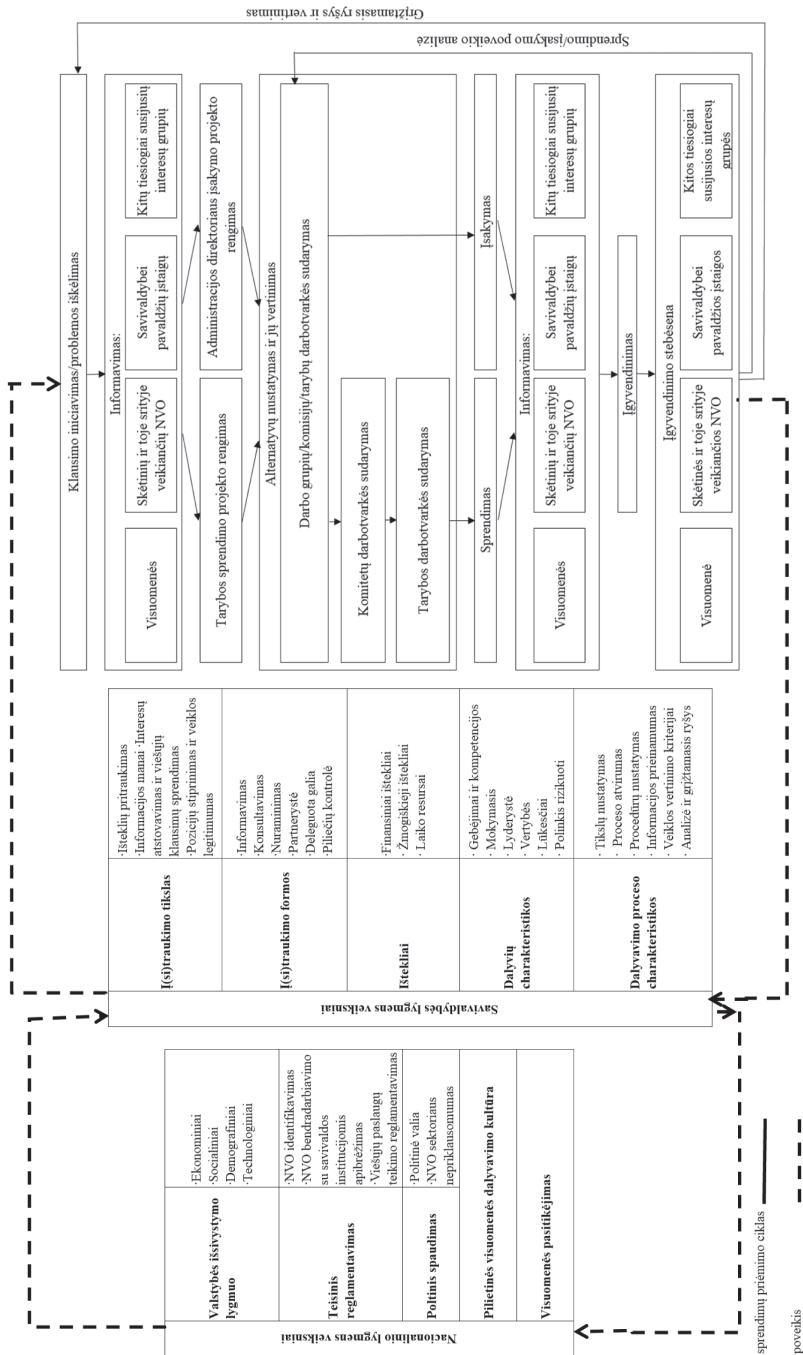 Nacionalinio lygmens veiksniai
Valstybės išsivystymo
lygmuo
·Ekonominiai
·Socialiniai
·Demografiniai
·Technologiniai
Teisinis
reglamentavimas
·NVO identifikavimas
·NVO bendradarbiavimo
su savivaldos
institucijomis
apibrėžimas
·Viešųjų paslaugų
teikimo reglamentavimas
Poltinis spaudimas
·Politinė valia
·NVO sektoriaus
nepriklausomumas
Pilietinės visuomenės dalyvavimo kultūra
Visuomenės pasitikėjimas
sprendimų priėmimo ciklas
poveikis
Savivaldybės lygmens veiksniai
Į(si)traukimo tikslas
·Išteklių pritraukimas
·Informacijos manai ·Interesų
atstovavimas ir viešųjų
klausimų sprendimas
·Pozicijų stiprinimas ir veiklos
legitimumas
Į(si)traukimo formos
·Informavimas
·Konsultavimas
·Nuraminimas
·Partnerystė
·Deleguota galia
·Piliečių kontrolė
Ištekliai
·Finansiniai ištekliai
· Žmogiškieji ištekliai
· Laiko resursai
Dalyvių
charakteristikos
· Gebėjimai ir kompetencijos
· Mokymasis
· Lyderystė
· Vertybės
· Lūkesčiai
· Polinkis rizikuoti
Dalyvavimo proceso
charakteristikos
· Tikslų nustatymas
· Proceso atvirumas
· Procedūrų nustatymas
· Informacijos prieinamumas
· Veiklos vertinimo kriterijai
· Analizė ir grįžtamasis ryšys
Klausimo iniciavimas/problemos iškėlimas
Informavimas:
Visuomenės
Skėtinių ir toje srityje
veikiančių NVO
Savivaldybei
pavaldžių įstaigų
Kitų tiesiogiai susijusių
interesų grupių
Tarybos sprendimo projekto rengimas
Administracijos direktoriaus įsakymo projekto
rengimas
Alternatyvų nustatymas ir jų vertinimas
Darbo grupių/komisijų/tarybų darbotvarkės sudarymas
Komitetų darbotvarkės sudarymas
Tarybos darbotvarkės sudarymas
Sprendimas
Įsakymas
Informavimas:
Visuomenės
Skėtinių ir toje srityje
veikiančių NVO
Savivaldybei
pavaldžių įstaigų
Kitų tiesiogiai susijusių
interesų grupių
Įgyvendinimas
Įgyvendinimo stebėsena
Visuomenė
Skėtinės ir toje srityje
veikiančios NVO
Savivaldybei
pavaldžios įstaigos
Kitos tiesiogiai
susijusios interesų
grupės
Sprendimo/įsakymo poveikio analizė
Grįžtamasis ryšys ir vertinimas